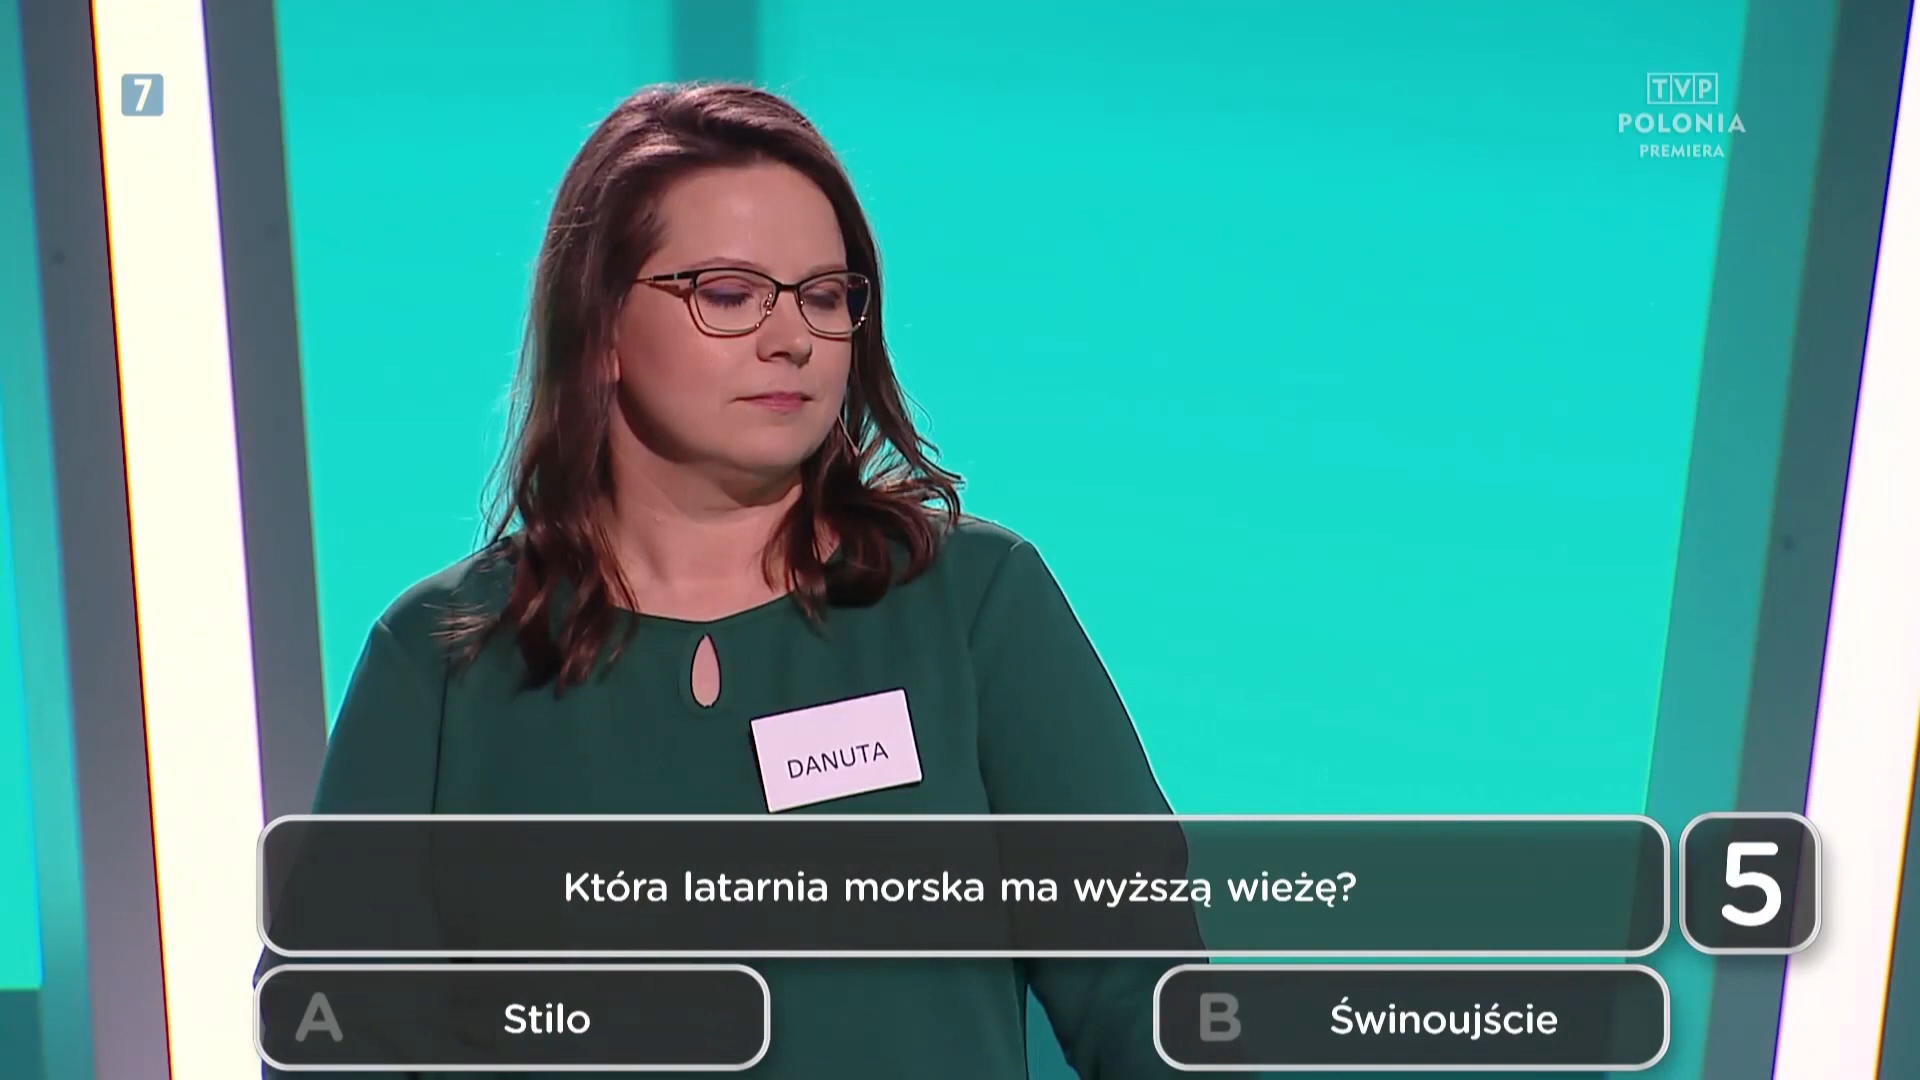 7
TVP
POLONIA
PREMIERA
DANUTA
Która latarnia morska ma wyższą wieżę?
5
A Stilo
B Świnoujście